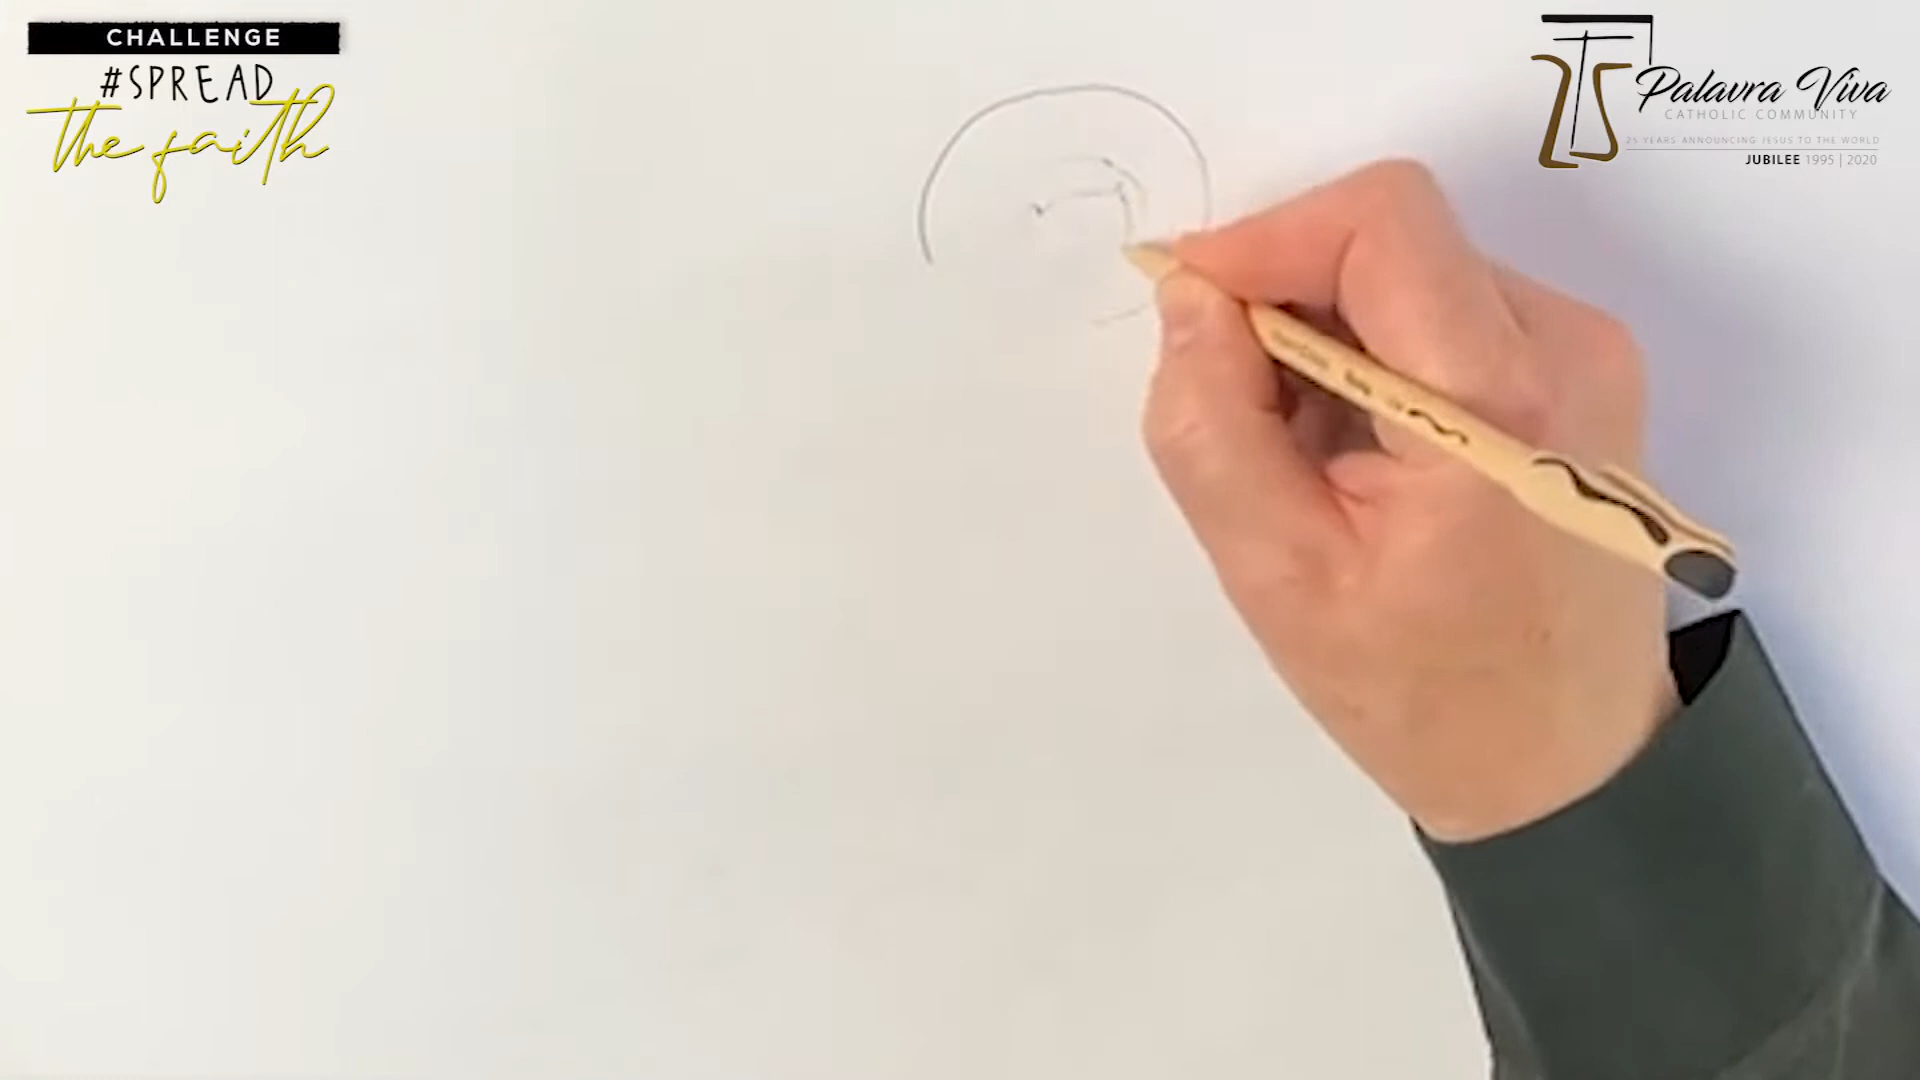 CHALLENGE
#SPREAD
the faith
Palavra Viva
CATHOLIC COMMUNITY
25 YEARS ANNOUNCING JESUS TO THE WORLD
JUBILEE 1995 | 2020